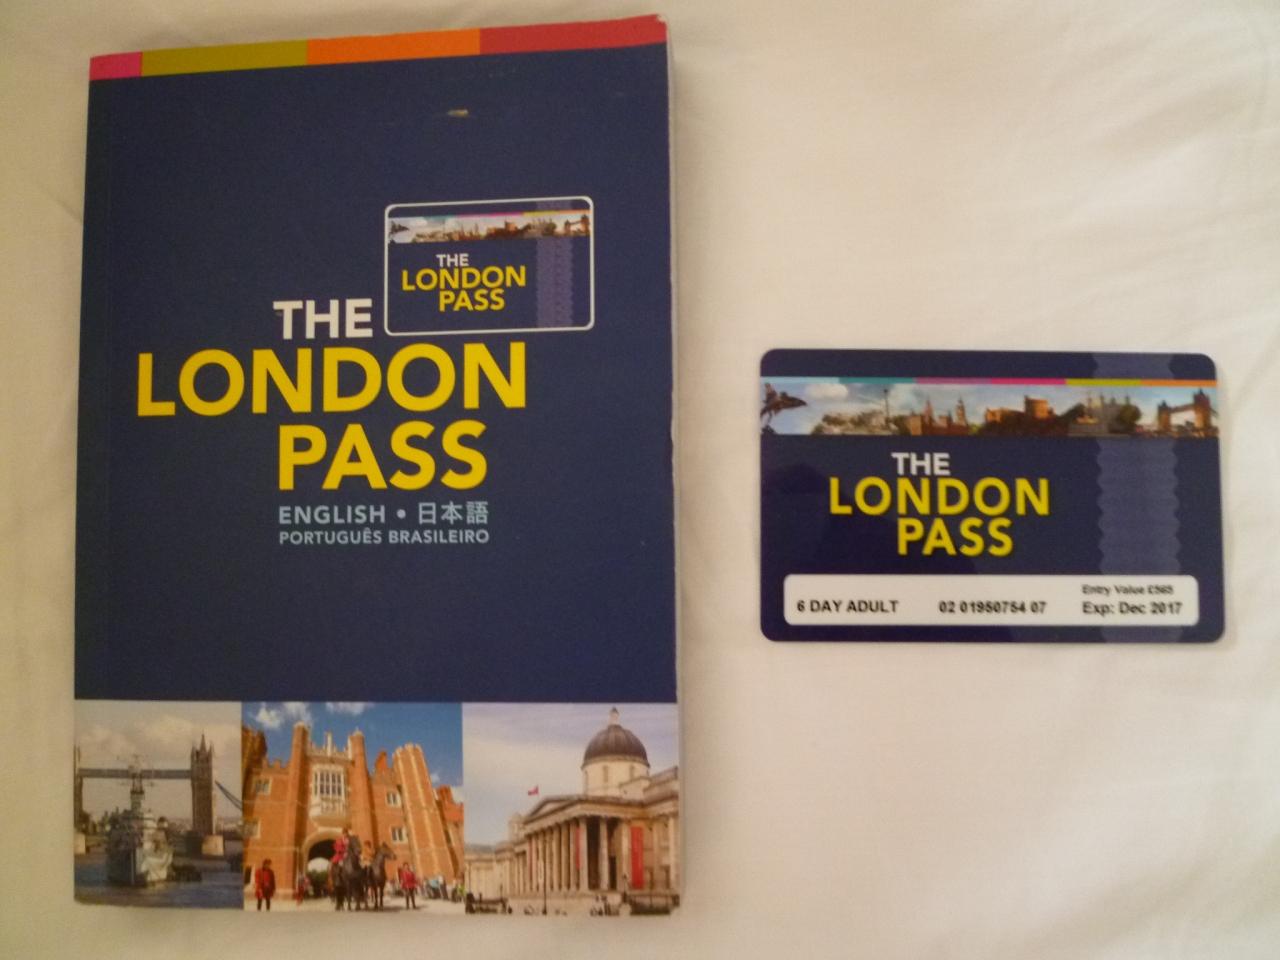 THE
LONDON
PASS
THE
LONDON
PASS
ENGLISH • 日本語
PORTUGUÊS BRASILEIRO
THE
LONDON
PASS
Entry Value £565
6 DAY ADULT 02 01950754 07 Exp: Dec 2017